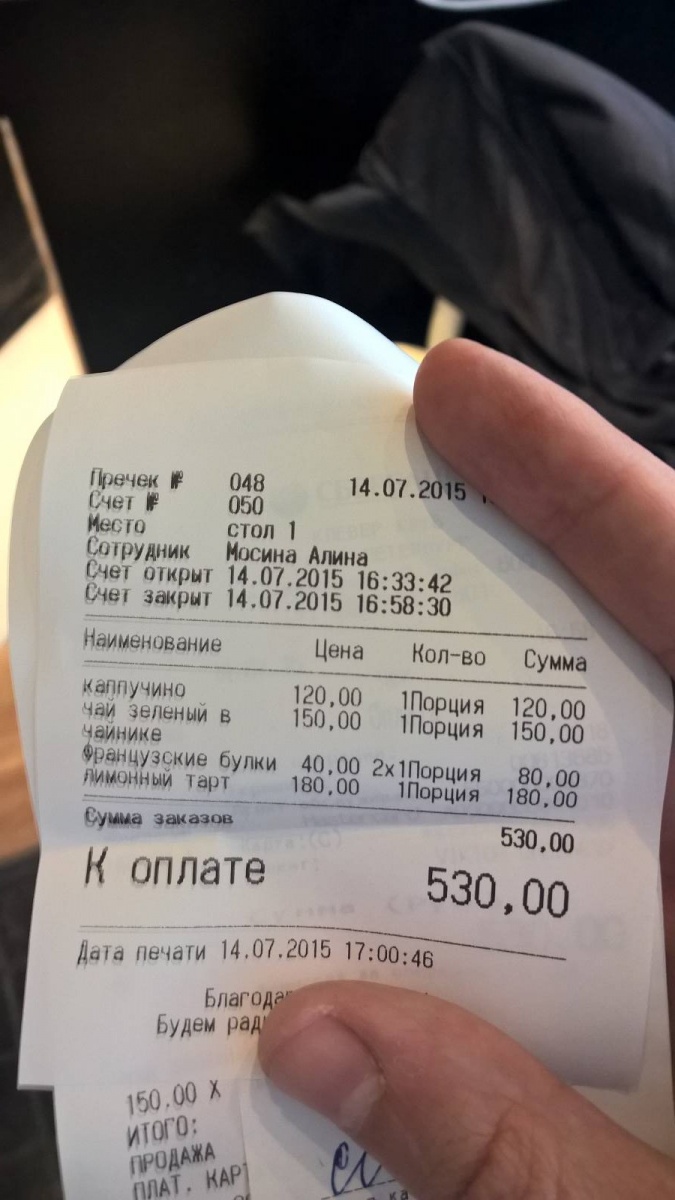 Пречек № 048 14.07.2015
Счет № 050
Место стол 1
Сотрудник Мосина Алина
Счет открыт 14.07.2015 16:33:42
Счет закрыт 14.07.2015 16:58:30
Наименование Цена Кол-во Сумма
каппучино 120,00 1Порция 120,00
чай зеленый в 150,00 1Порция 150,00
чайнике
Французские булки 40,00 2x1Порция 80,00
лимонный тарт 180,00 1Порция 180,00
Сумма заказов 530,00
К оплате 530,00
Дата печати 14.07.2015 17:00:46
Будем
150.00 X
ИТОГО:
ПРОДАЖА
ПЛАТ.